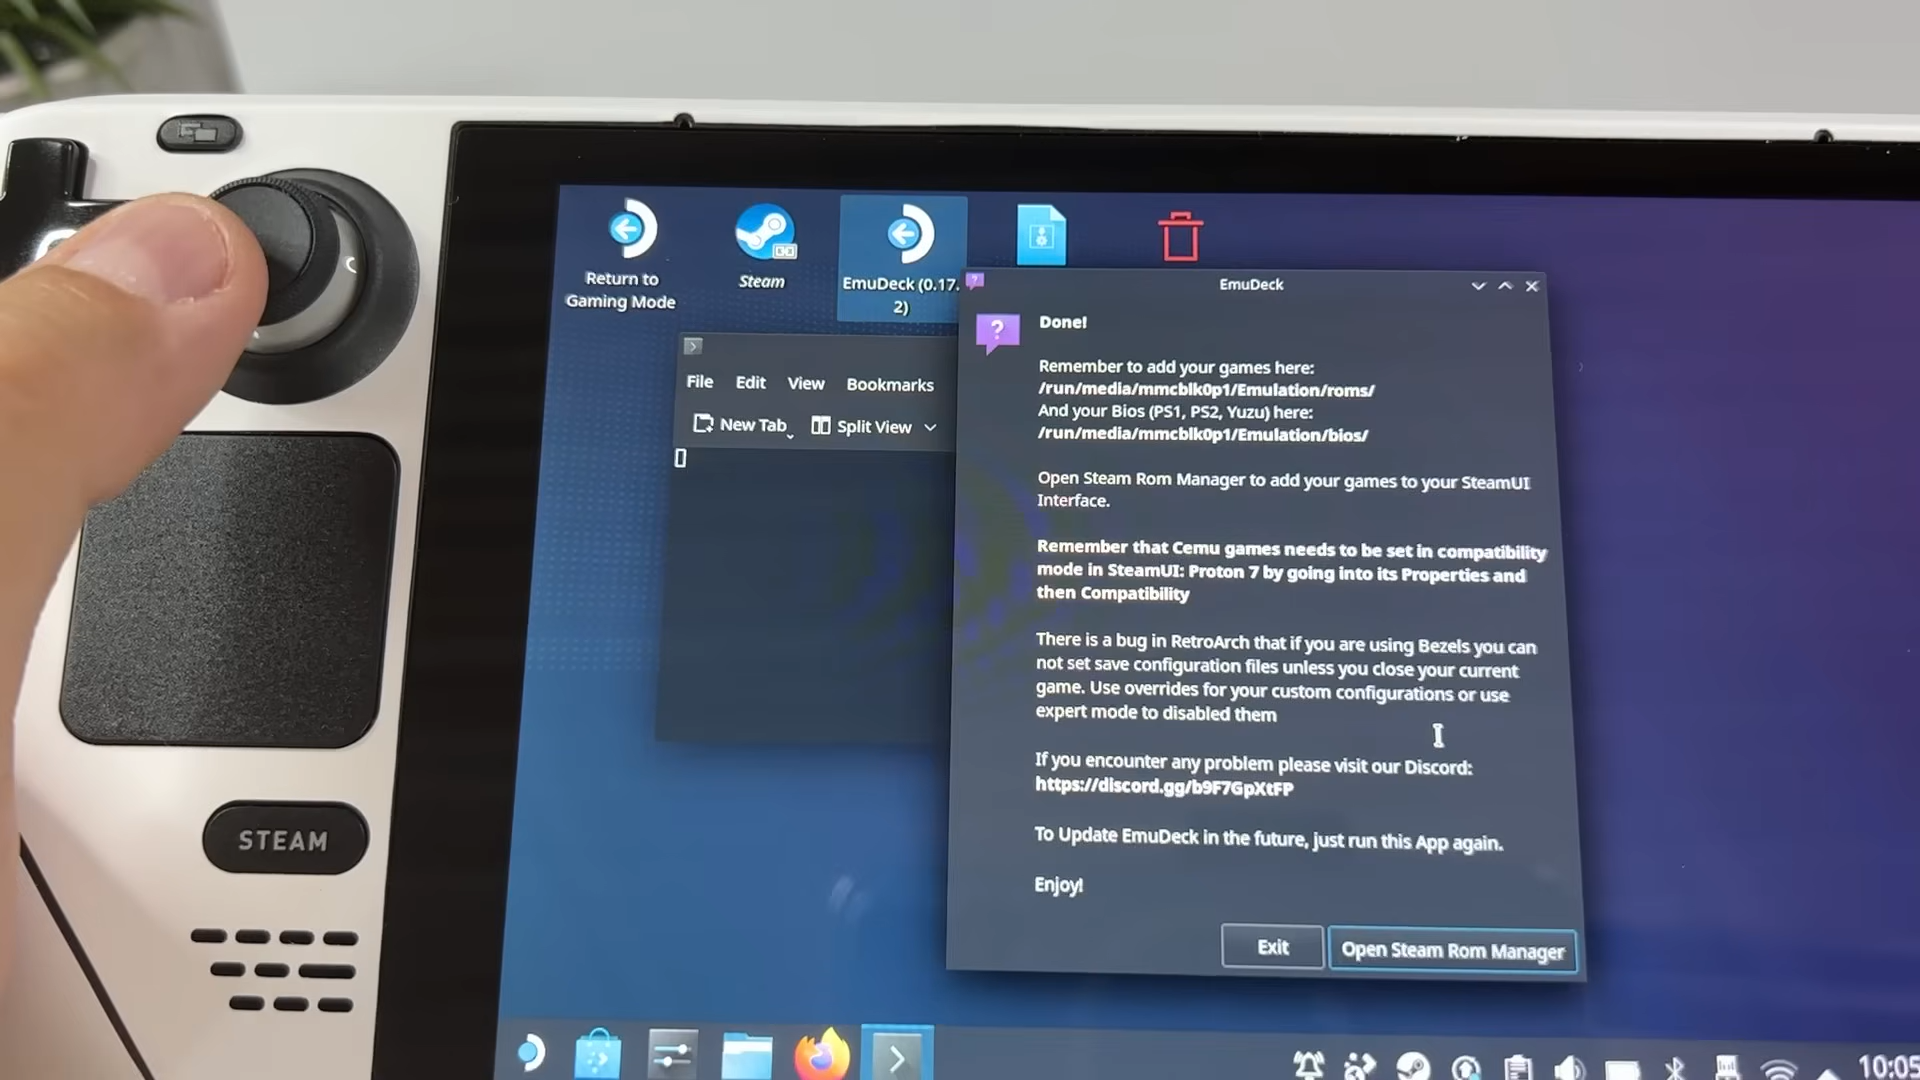 Return to
Gaming Mode
Steam
EmuDeck (0.17.
2)
EmuDeck
File Edit View Bookmarks
New Tab Split View
Done!
Remember to add your games here:
/run/media/mmcblk0p1/Emulation/roms/
And your Bios (PS1, PS2, Yuzu) here:
/run/media/mmcblk0p1/Emulation/bios/
Open Steam Rom Manager to add your games to your SteamUI
Interface.
Remember that Cemu games needs to be set in compatibility
mode in SteamUI: Proton 7 by going into its Properties and
then Compatibility
There is a bug in RetroArch that if you are using Bezels you can
not set save configuration files unless you close your current
game. Use overrides for your custom configurations or use
expert mode to disabled them
If you encounter any problem please visit our Discord:
https://discord.gg/b9F7GpXtFP
To Update EmuDeck in the future, just run this App again.
Enjoy!
Exit Open Steam Rom Manager
STEAM
10:05